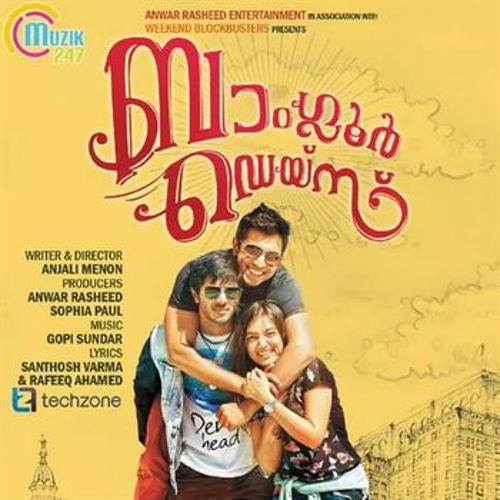 MUZIK
247
ANWAR RASHEED ENTERTAINMENT IN ASSOCIATION WITH
WEEKEND BLOCKBUSTERS PRESENTS
ബാംഗ്ലൂർ
ഡെയ്സ്
WRITER & DIRECTOR
ANJALI MENON
PRODUCERS
ANWAR RASHEED
SOPHIA PAUL
MUSIC
GOPI SUNDAR
LYRICS
SANTHOSH VARMA
& RAFEEQ AHAMED
techzone
head